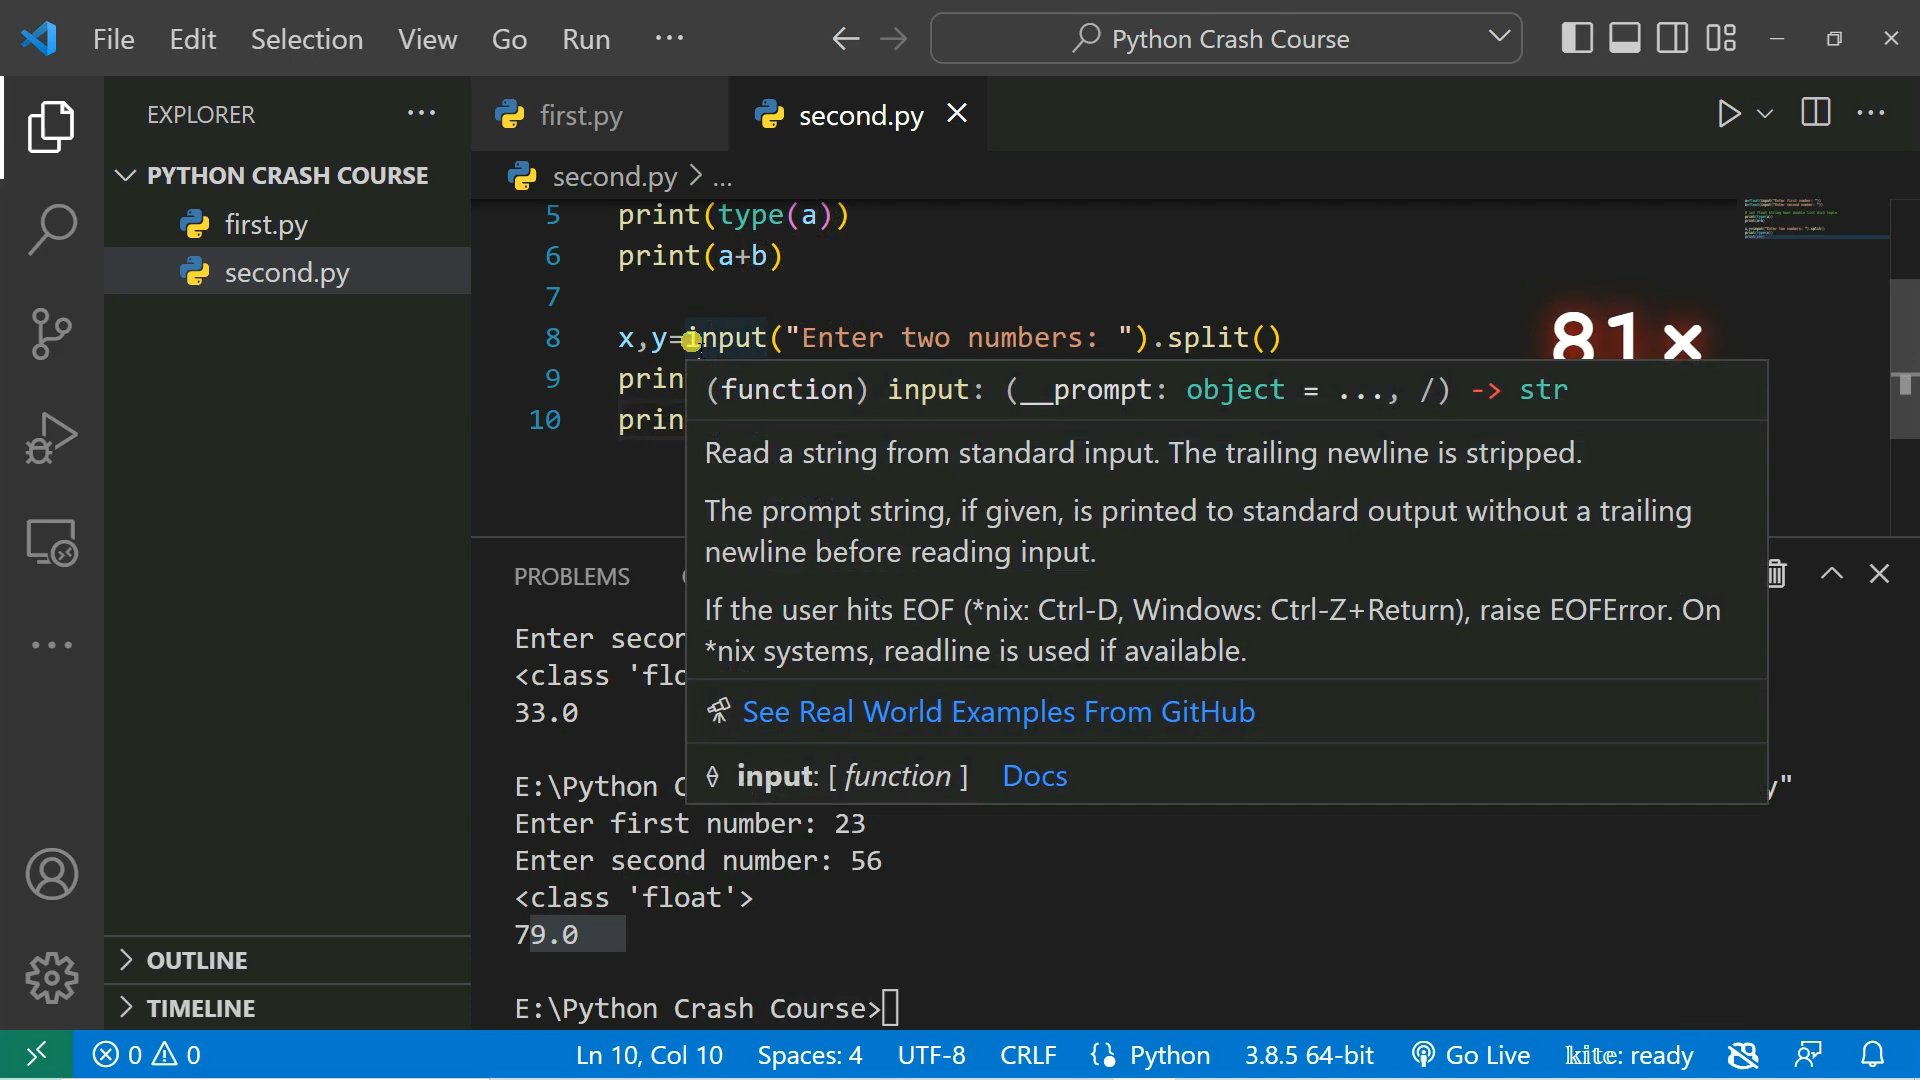 File Edit Selection View Go Run ···
Python Crash Course
EXPLORER ···
PYTHON CRASH COURSE
first.py
second.py
OUTLINE
TIMELINE
first.py
second.py
second.py > ...
5 print(type(a))
6 print(a+b)
7
8 x,y=input("Enter two numbers: ").split()
9 prin
10 prin
81×
(function) input: (__prompt: object = ..., /) -> str
Read a string from standard input. The trailing newline is stripped.
The prompt string, if given, is printed to standard output without a trailing
newline before reading input.
If the user hits EOF (*nix: Ctrl-D, Windows: Ctrl-Z+Return), raise EOFError. On
*nix systems, readline is used if available.
See Real World Examples From GitHub
input: [ function ] Docs
PROBLEMS
Enter secon
<class 'flo
33.0
E:\Python C y"
Enter first number: 23
Enter second number: 56
<class 'float'>
79.0
E:\Python Crash Course>
0 0 Ln 10, Col 10 Spaces: 4 UTF-8 CRLF Python 3.8.5 64-bit Go Live kite: ready